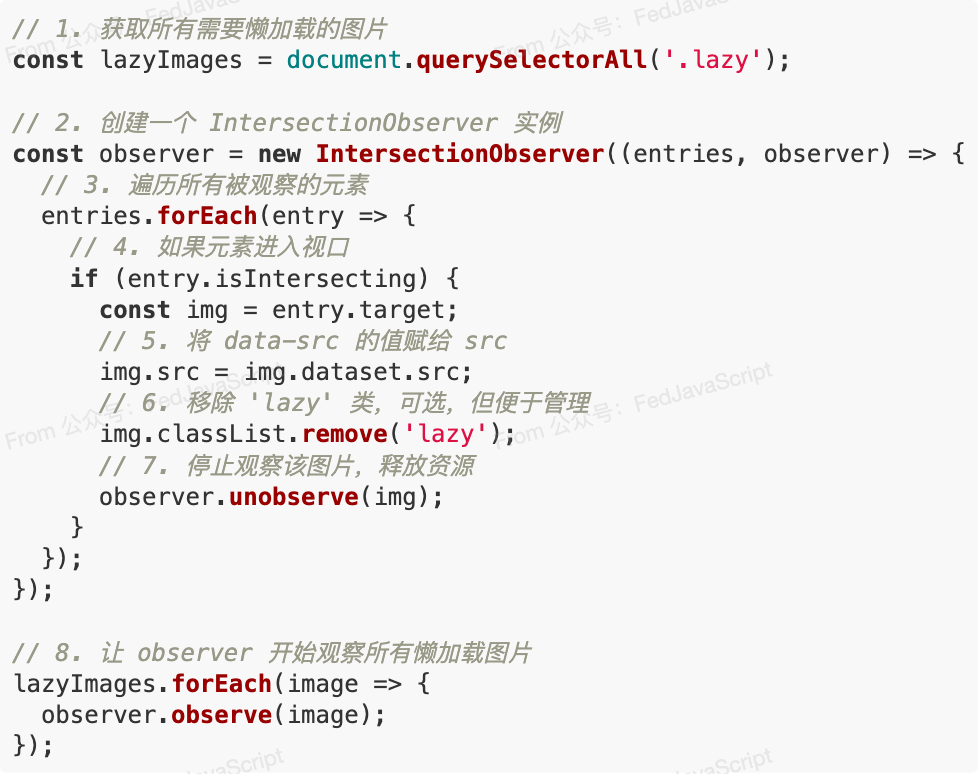 // 1. 获取所有需要懒加载的图片
const lazyImages = document.querySelectorAll('.lazy');
// 2. 创建一个 IntersectionObserver 实例
const observer = new IntersectionObserver((entries, observer) => {
  // 3. 遍历所有被观察的元素
  entries.forEach(entry => {
    // 4. 如果元素进入视口
    if (entry.isIntersecting) {
      const img = entry.target;
      // 5. 将 data-src 的值赋给 src
      img.src = img.dataset.src;
      // 6. 移除 'lazy' 类，可选，但便于管理
      img.classList.remove('lazy');
      // 7. 停止观察该图片，释放资源
      observer.unobserve(img);
    }
  });
});
// 8. 让 observer 开始观察所有懒加载图片
lazyImages.forEach(image => {
  observer.observe(image);
});
From 公众号：FedJavaScript
From 公众号：FedJavaScript
From 公众号：FedJavaScript
From 公众号：FedJavaScript
vaScript
vaScript